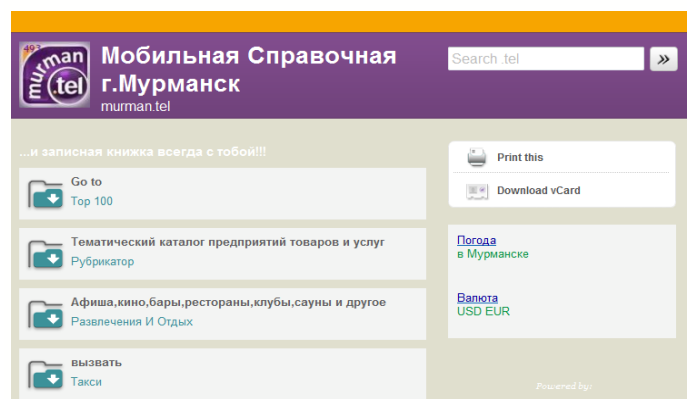 493
murman
.tel
Мобильная Справочная
г.Мурманск
murman.tel
Search .tel
...и записная книжка всегда с тобой!!!
Go to
Top 100
Тематический каталог предприятий товаров и услуг
Рубрикатор
Афиша,кино,бары,рестораны,клубы,сауны и другое
Развлечения И Отдых
вызвать
Такси
Print this
Download vCard
Погода
в Мурманске
Валюта
USD EUR
Powered by: